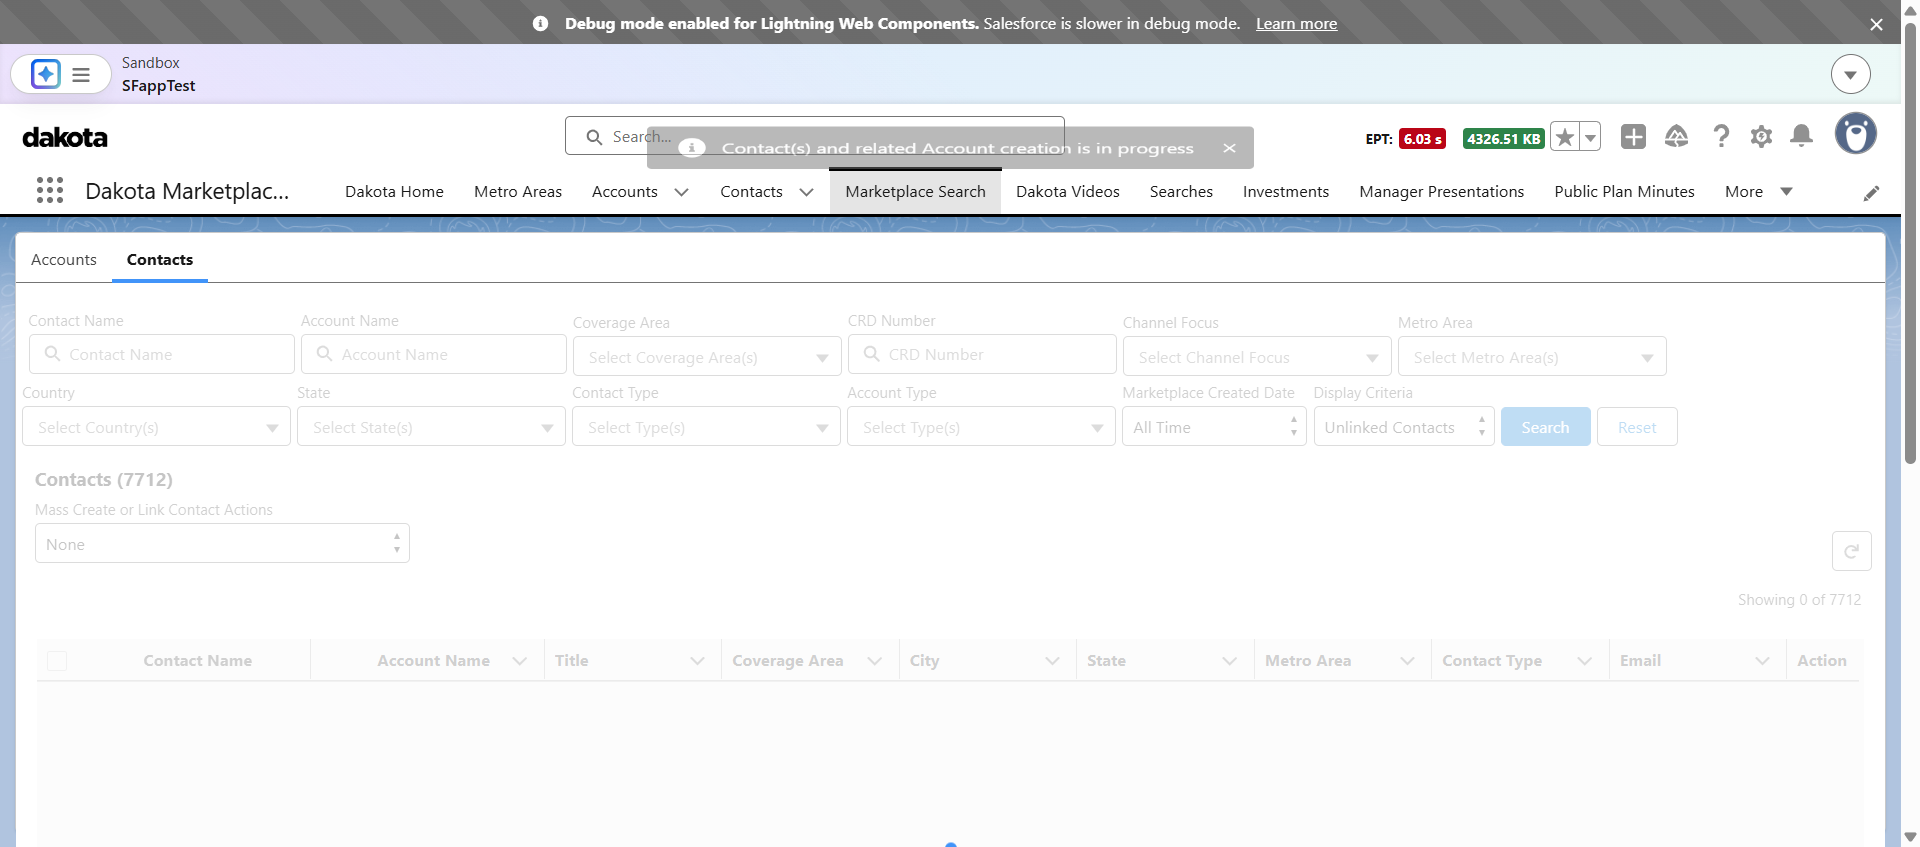 Debug mode enabled for Lightning Web Components. Salesforce is slower in debug mode. Learn more
Sandbox
SFappTest
dakota
Search...
Contact(s) and related Account creation is in progress
EPT: 6.03 s 4326.51 KB
Dakota Marketplac...
Dakota Home Metro Areas Accounts Contacts Marketplace Search Dakota Videos Searches Investments Manager Presentations Public Plan Minutes More
Accounts Contacts
Contact Name Account Name Coverage Area CRD Number Channel Focus Metro Area
Contact Name Account Name Select Coverage Area(s) CRD Number Select Channel Focus Select Metro Area(s)
Country State Contact Type Account Type Marketplace Created Date Display Criteria
Select Country(s) Select State(s) Select Type(s) Select Type(s) All Time Unlinked Contacts Search Reset
Contacts (7712)
Mass Create or Link Contact Actions
None
Showing 0 of 7712
Contact Name Account Name Title Coverage Area City State Metro Area Contact Type Email Action